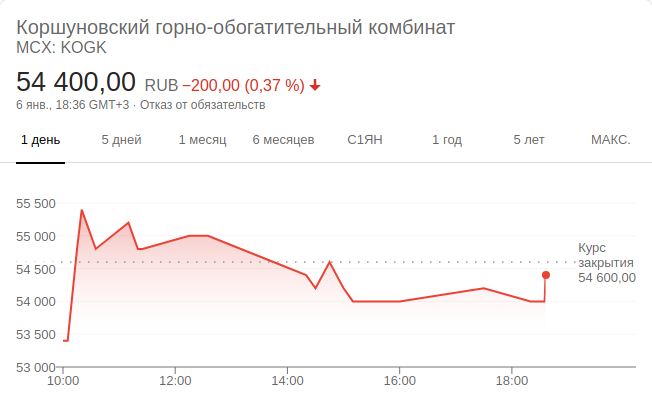 Коршуновский горно-обогатительный комбинат
MCX: KOGK
54 400,00 RUB −200,00 (0,37 %)
6 янв., 18:36 GMT+3 · Отказ от обязательств
1 день 5 дней 1 месяц 6 месяцев С1ЯН 1 год 5 лет МАКС.
55 500
55 000
Курс
закрытия
54 600,00
54 500
54 000
53 500
53 000
10:00 12:00 14:00 16:00 18:00